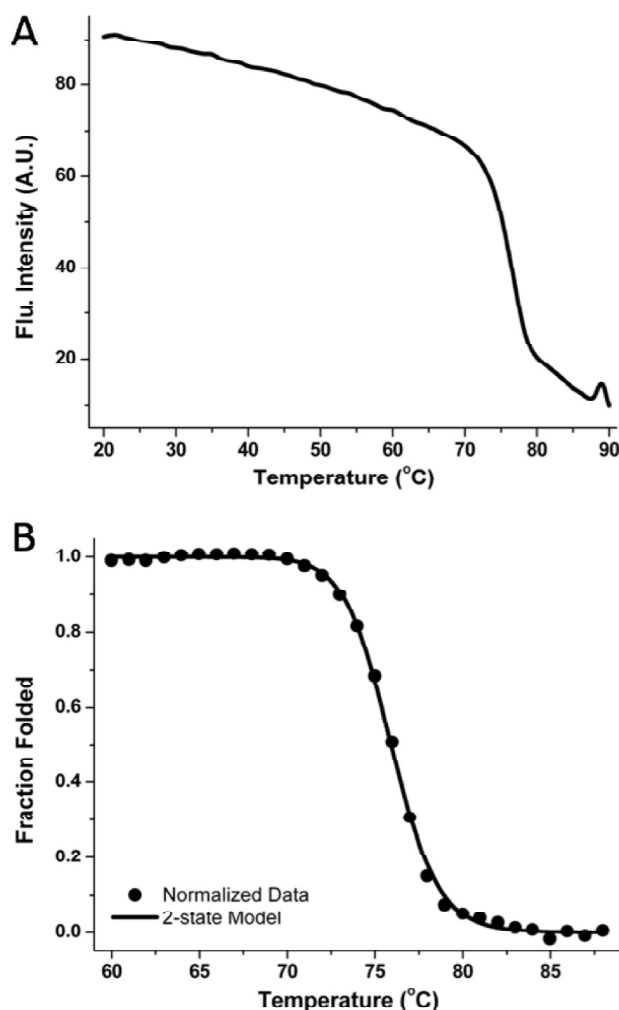 A
Flu. Intensity (A.U.)
80
60
40
20
20 30 40 50 60 70 80 90
Temperature (°C)
B
Fraction Folded
1.0
0.8
0.6
0.4
0.2
0.0
Normalized Data
2-state Model
60 65 70 75 80 85
Temperature (°C)